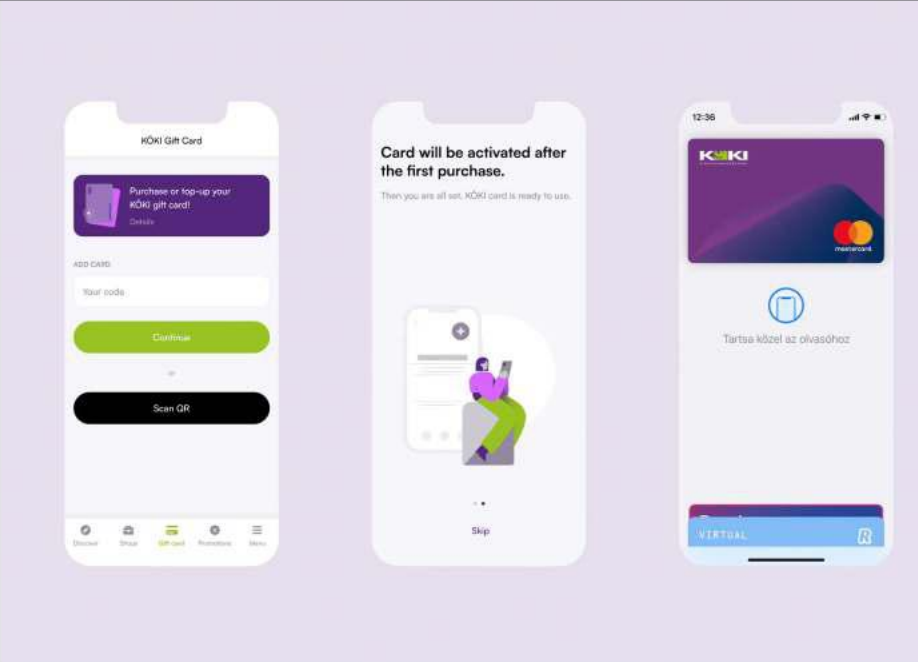 KÖKI Gift Card
Purchase or top-up your
KÖKI gift card!
Details
ADD CARD
Your code
Continue
or
Scan QR
Discover
Shops
Gift card
Promotions
Menu
Card will be activated after
the first purchase.
Then you are all set, KÖKI card is ready to use.
Skip
12:36
KÖKI
mastercard
Tartsa közel az olvasóhoz
VIRTUAL
R